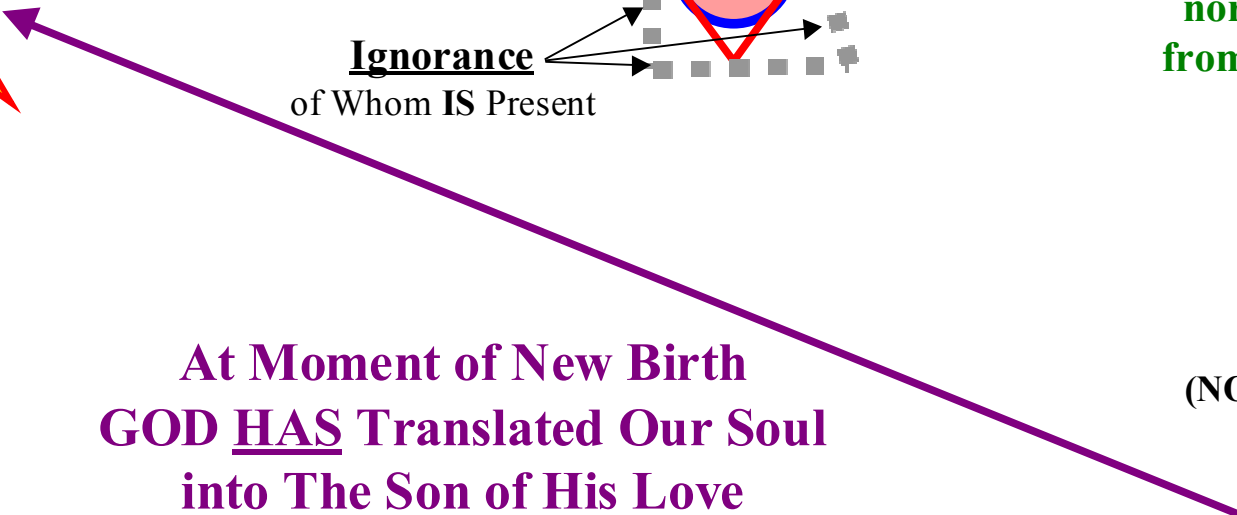 Ignorance
of Whom IS Present
from
At Moment of New Birth
GOD HAS Translated Our Soul
into The Son of His Love